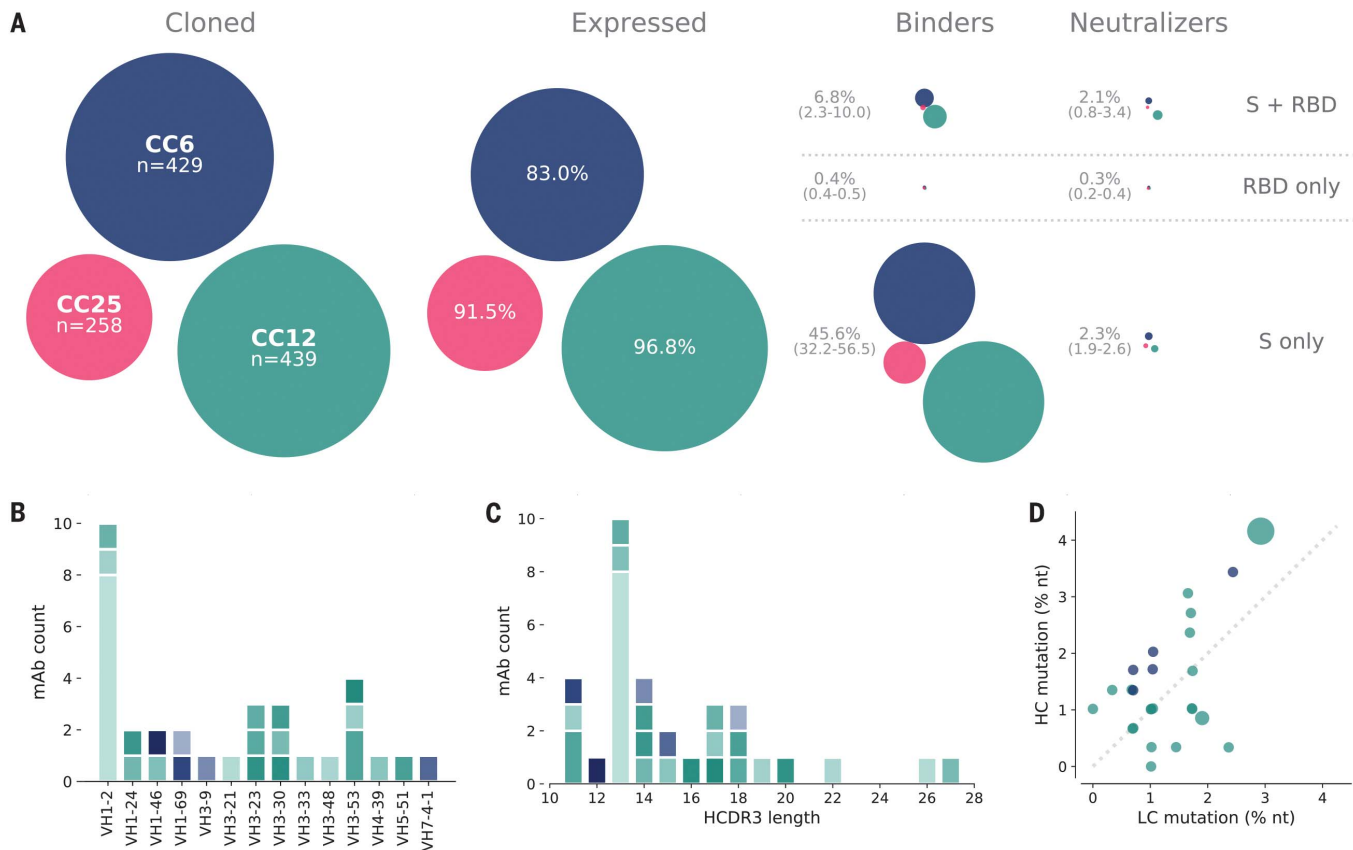 A
Cloned
Expressed
Binders
Neutralizers
CC6
n=429
CC25
n=258
CC12
n=439
83.0%
91.5%
96.8%
6.8%
(2.3-10.0)
2.1%
(0.8-3.4)
S + RBD
0.4%
(0.4-0.5)
0.3%
(0.2-0.4)
RBD only
45.6%
(32.2-56.5)
2.3%
(1.9-2.6)
S only
B
mAb count
10
8
6
4
2
0
VH1-2
VH1-24
VH1-46
VH1-69
VH3-9
VH3-21
VH3-23
VH3-30
VH3-33
VH3-48
VH3-53
VH4-39
VH5-51
VH7-4-1
C
mAb count
10
8
6
4
2
0
10 12 14 16 18 20 22 24 26 28
HCDR3 length
D
HC mutation (% nt)
4
3
2
1
0
0 1 2 3 4
LC mutation (% nt)